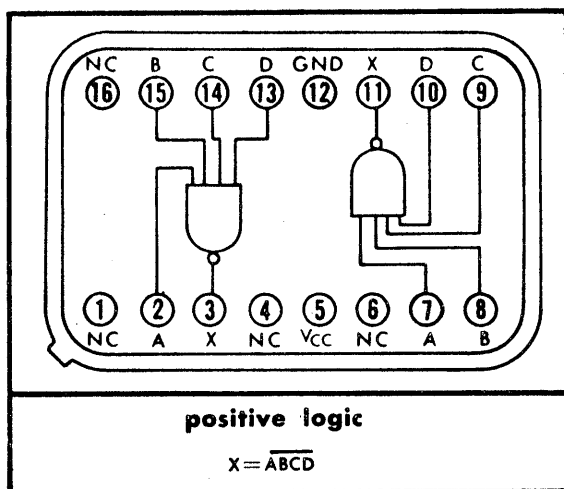 NC B C D GND X D C
16 15 14 13 12 11 10 9
1 2 3 4 5 6 7 8
NC A X NC VCC NC A B
positive logic
X = \overline{ABCD}